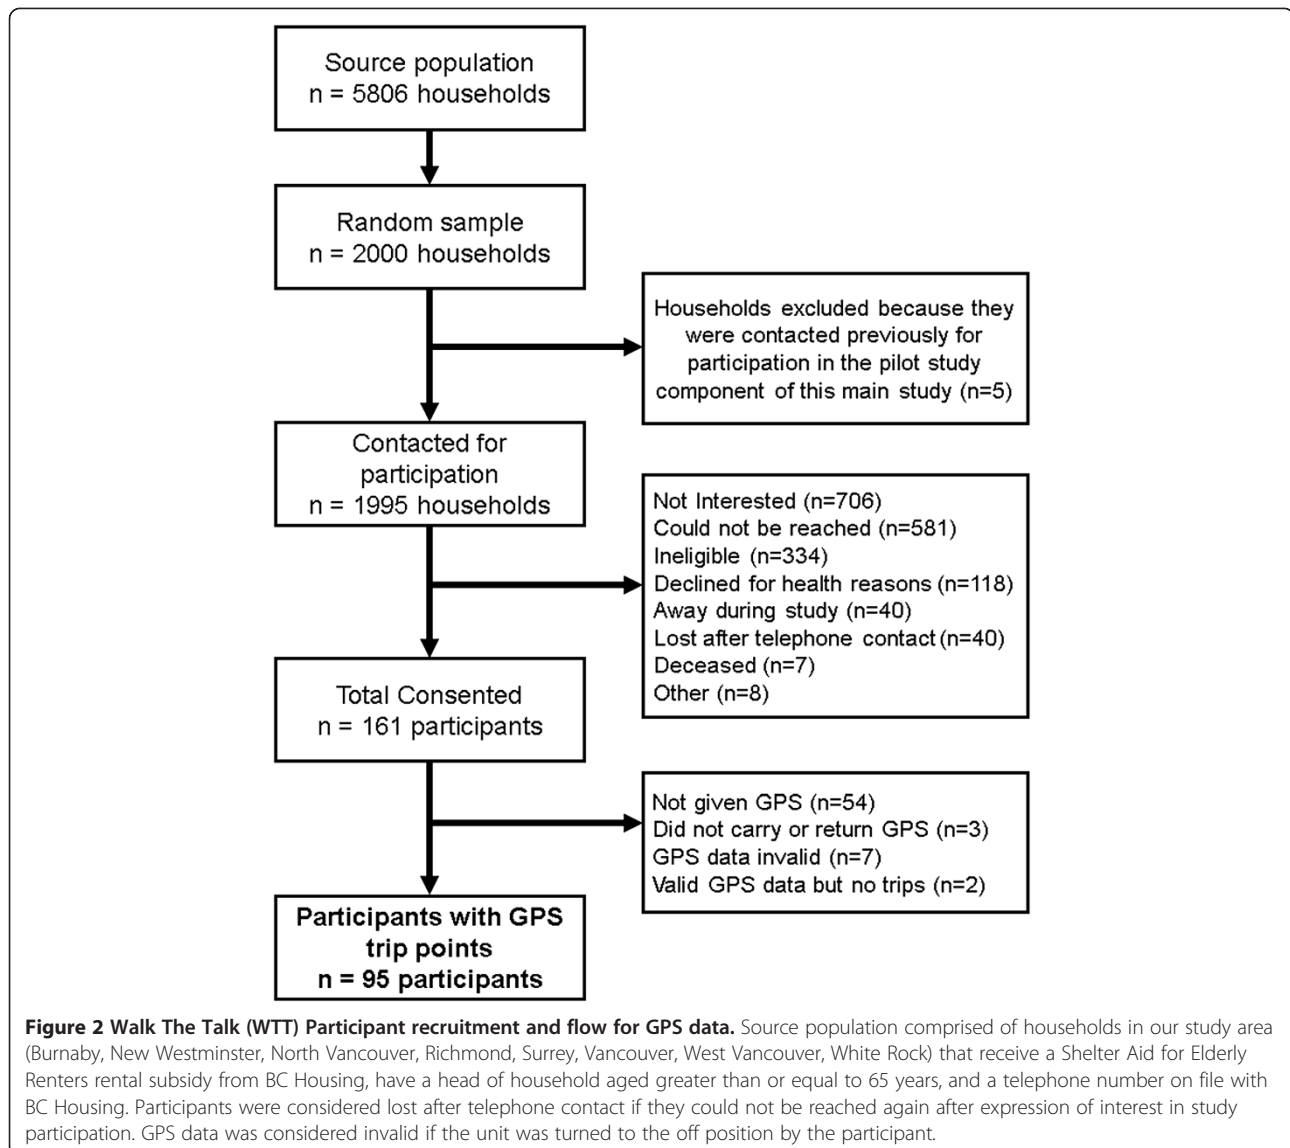 Source population
n = 5806 households
Random sample
n = 2000 households
Households excluded because they
were contacted previously for
participation in the pilot study
component of this main study (n=5)
Contacted for
participation
n = 1995 households
Not Interested (n=706)
Could not be reached (n=581)
Ineligible (n=334)
Declined for health reasons (n=118)
Away during study (n=40)
Lost after telephone contact (n=40)
Deceased (n=7)
Other (n=8)
Total Consented
n = 161 participants
Not given GPS (n=54)
Did not carry or return GPS (n=3)
GPS data invalid (n=7)
Valid GPS data but no trips (n=2)
Participants with GPS
trip points
n = 95 participants
Figure 2 Walk The Talk (WTT) Participant recruitment and flow for GPS data. Source population comprised of households in our study area
(Burnaby, New Westminster, North Vancouver, Richmond, Surrey, Vancouver, West Vancouver, White Rock) that receive a Shelter Aid for Elderly
Renters rental subsidy from BC Housing, have a head of household aged greater than or equal to 65 years, and a telephone number on file with
BC Housing. Participants were considered lost after telephone contact if they could not be reached again after expression of interest in study
participation. GPS data was considered invalid if the unit was turned to the off position by the participant.